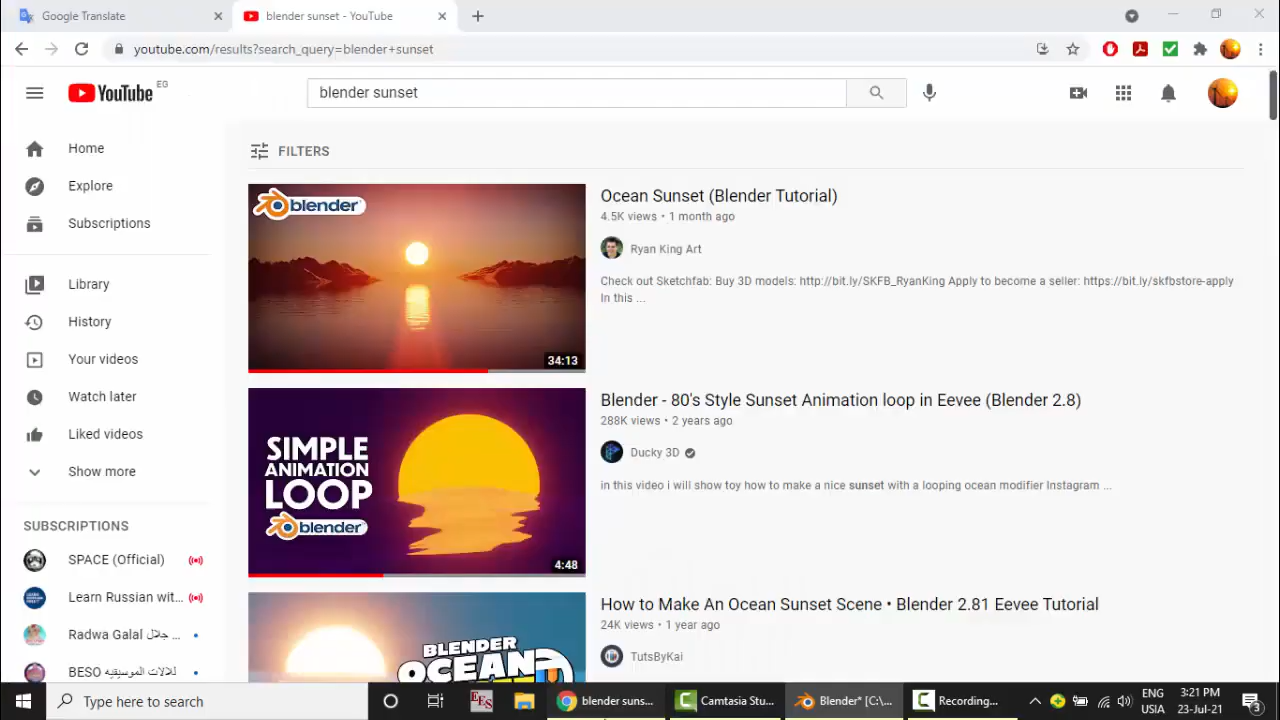 Google Translate
blender sunset - YouTube
youtube.com/results?search_query=blender+sunset
YouTube EG
blender sunset
Home
Explore
Subscriptions
Library
History
Your videos
Watch later
Liked videos
Show more
SUBSCRIPTIONS
SPACE (Official)
Learn Russian wit...
Radwa Galal جلال ...
BESO للآلات الموسيقيه
FILTERS
blender
34:13
Ocean Sunset (Blender Tutorial)
4.5K views • 1 month ago
Ryan King Art
Check out Sketchfab: Buy 3D models: http://bit.ly/SKFB_RyanKing Apply to become a seller: https://bit.ly/skfbstore-apply
In this ...
SIMPLE
ANIMATION
LOOP
blender
4:48
Blender - 80's Style Sunset Animation loop in Eevee (Blender 2.8)
288K views • 2 years ago
Ducky 3D
in this video i will show toy how to make a nice sunset with a looping ocean modifier Instagram ...
BLENDER
OCEAN
How to Make An Ocean Sunset Scene • Blender 2.81 Eevee Tutorial
24K views • 1 year ago
TutsByKai
Type here to search
blender suns...
Camtasia Stu...
Blender* [C:\...
Recording...
ENG
USIA
3:21 PM
23-Jul-21
3